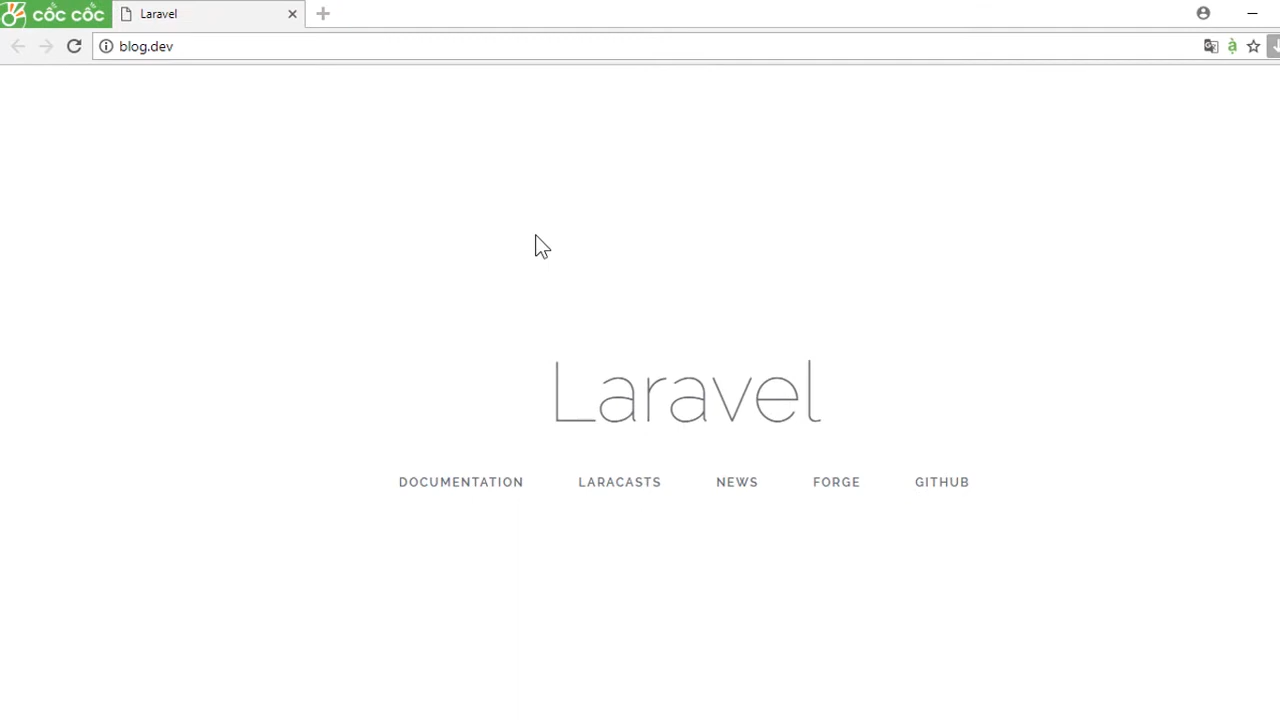 cốc cốc Laravel
blog.dev
Laravel
DOCUMENTATION LARACASTS NEWS FORGE GITHUB